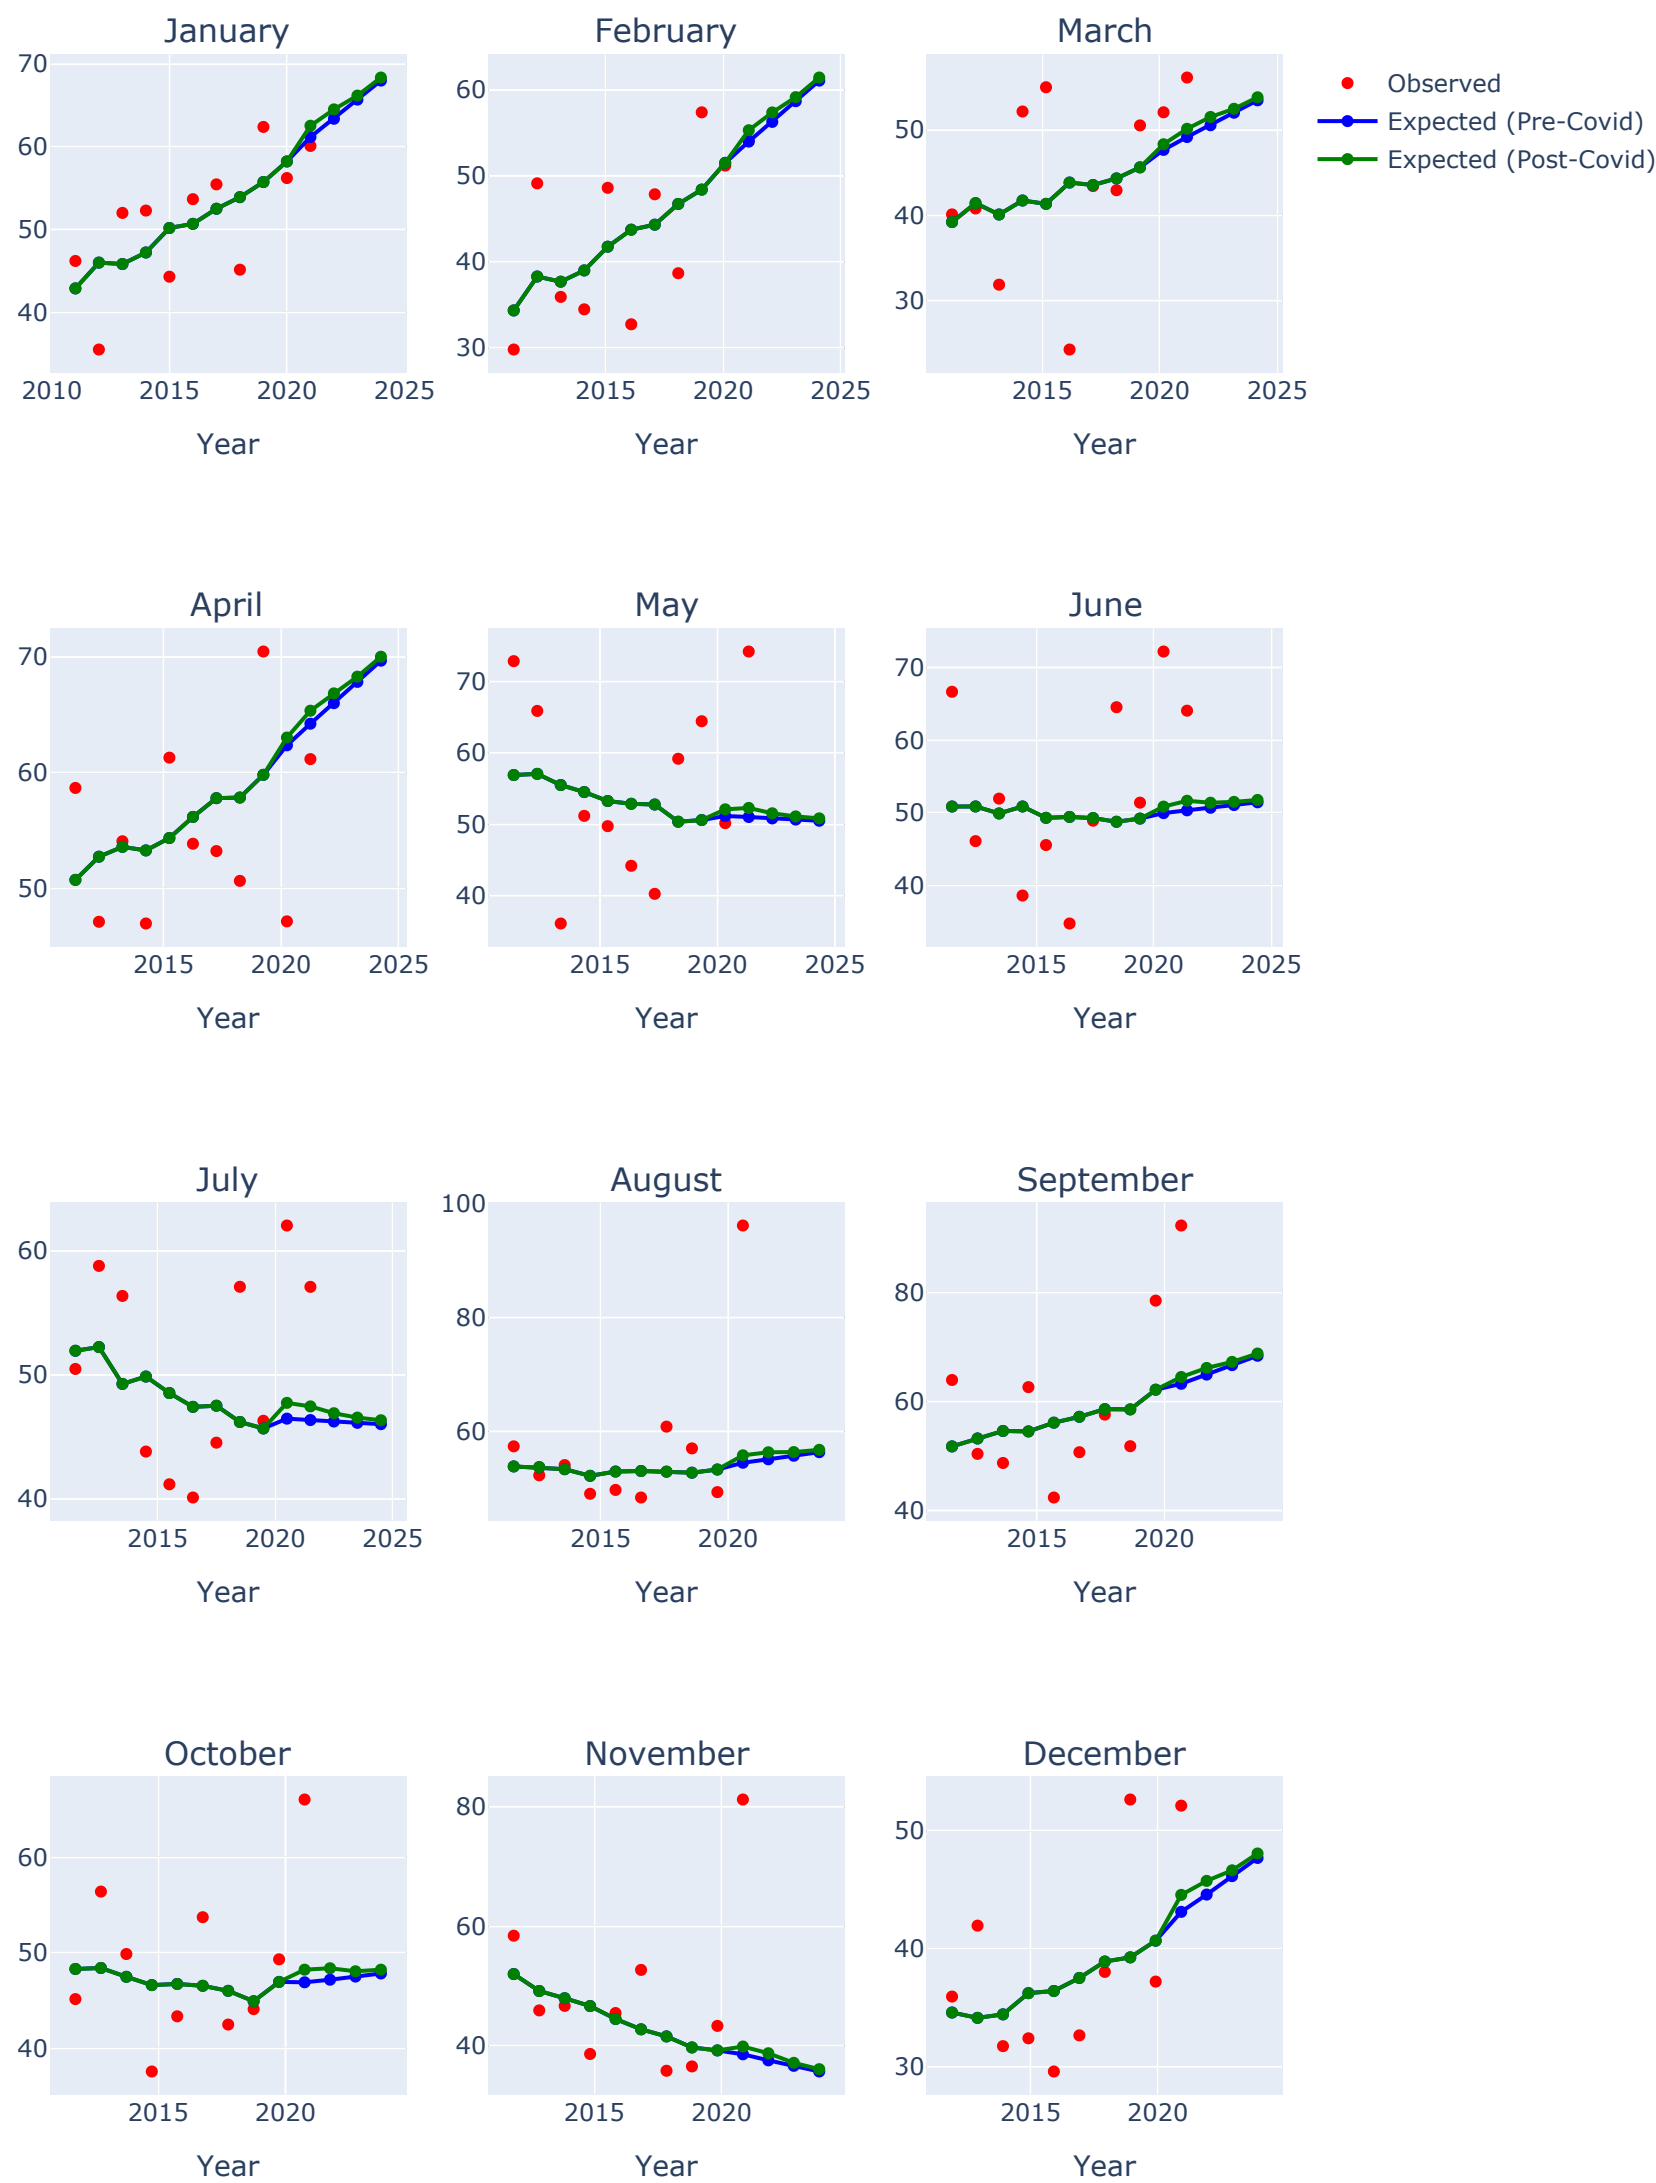 January
February
March
70
60
50
40
2010
2015
2020
2025
Year
60
50
40
30
2015
2020
2025
Year
50
40
30
2015
2020
2025
Year
Observed
Expected (Pre-Covid)
Expected (Post-Covid)
April
May
June
70
60
50
2015
2020
2025
Year
70
60
50
40
2015
2020
2025
Year
70
60
50
40
2015
2020
2025
Year
July
August
September
60
50
40
2015
2020
2025
Year
100
80
60
2015
2020
Year
80
60
40
2015
2020
Year
October
November
December
60
50
40
2015
2020
Year
80
60
40
2015
2020
Year
50
40
30
2015
2020
Year